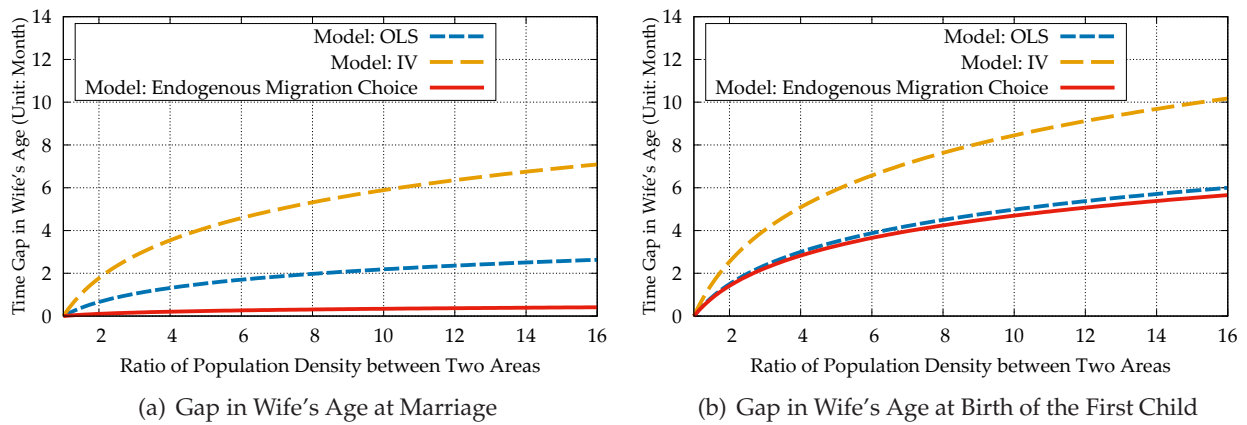 Time Gap in Wife's Age (Unit: Month)
14
12
10
8
6
4
2
0
Model: OLS
Model: IV
Model: Endogenous Migration Choice
2 4 6 8 10 12 14 16
Ratio of Population Density between Two Areas
(a) Gap in Wife's Age at Marriage
Time Gap in Wife's Age (Unit: Month)
14
12
10
8
6
4
2
0
Model: OLS
Model: IV
Model: Endogenous Migration Choice
2 4 6 8 10 12 14 16
Ratio of Population Density between Two Areas
(b) Gap in Wife's Age at Birth of the First Child